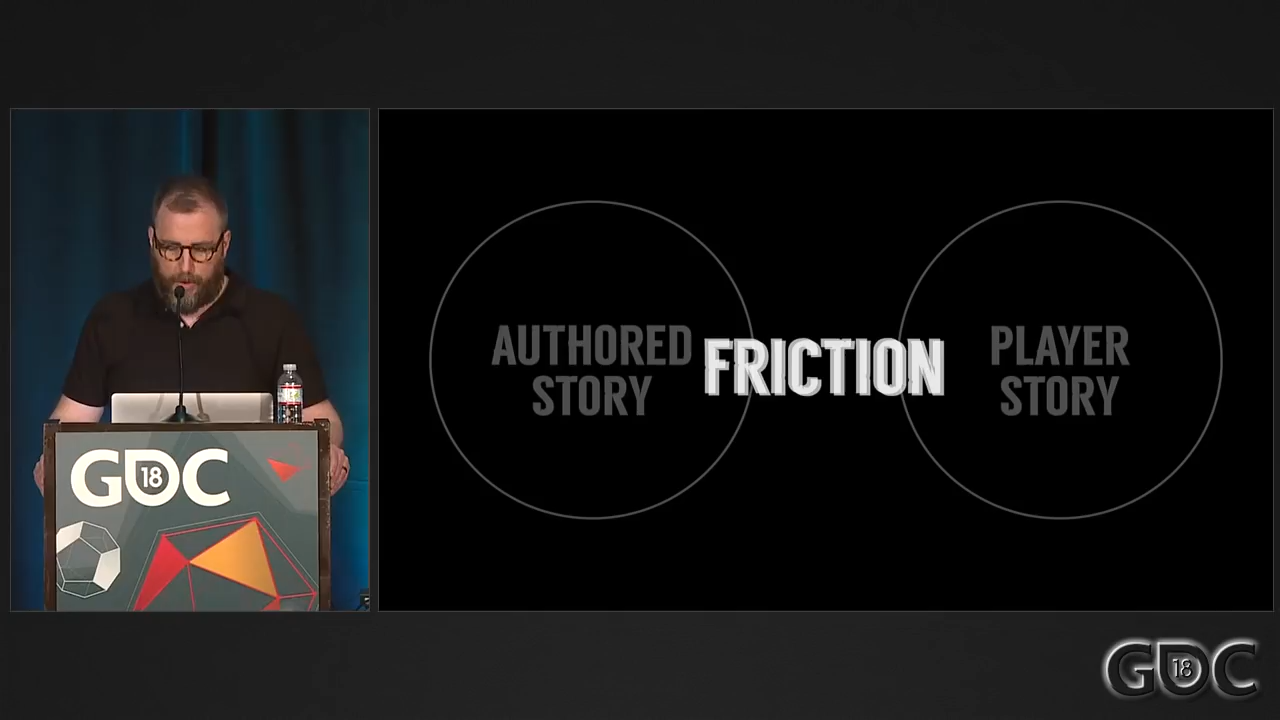 GDC
18
AUTHORED
STORY
FRICTION
PLAYER
STORY
GDC
18